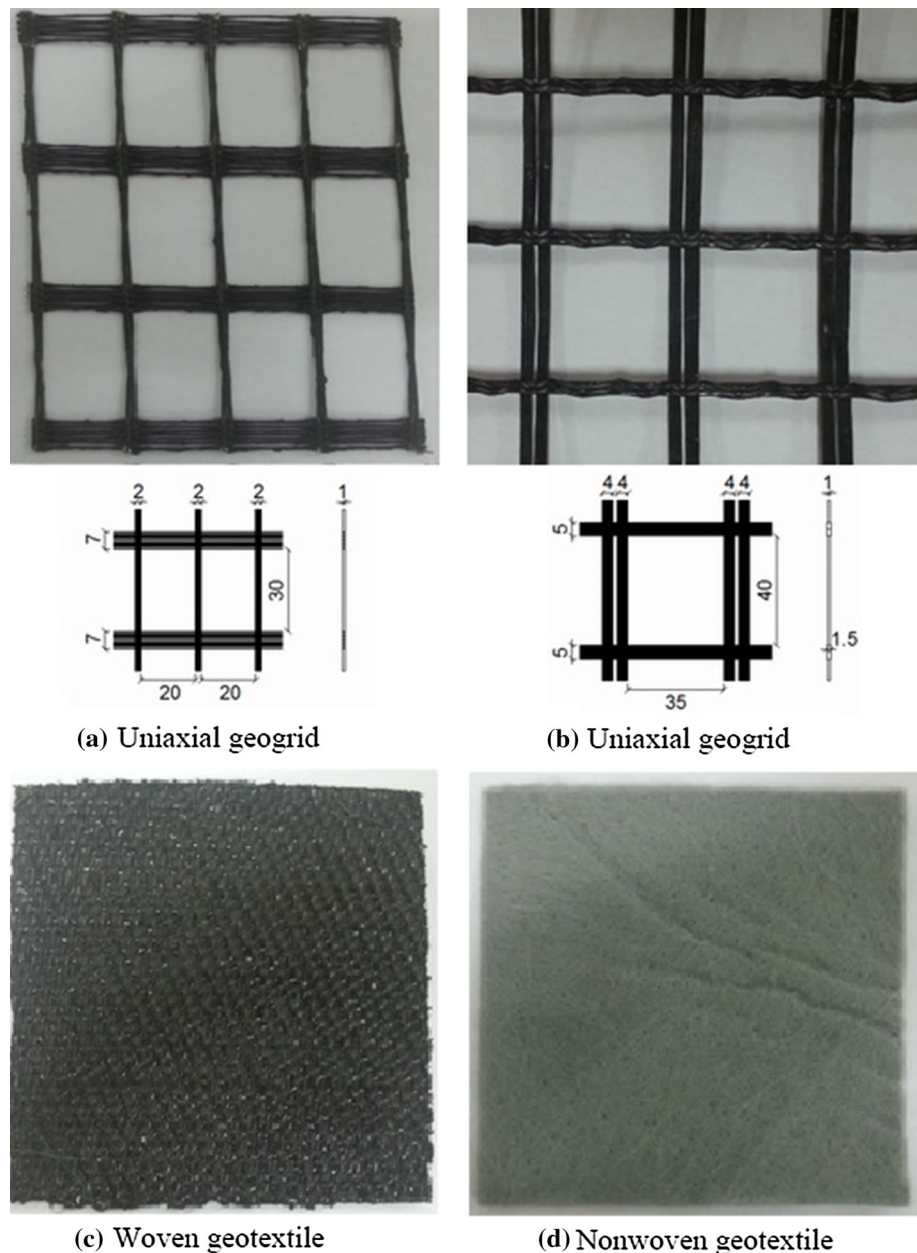 2 2 2 1
7
30
7
20 20
4 4 4 4 1
5
40
5
1.5
35
(a) Uniaxial geogrid
(b) Uniaxial geogrid
(c) Woven geotextile
(d) Nonwoven geotextile